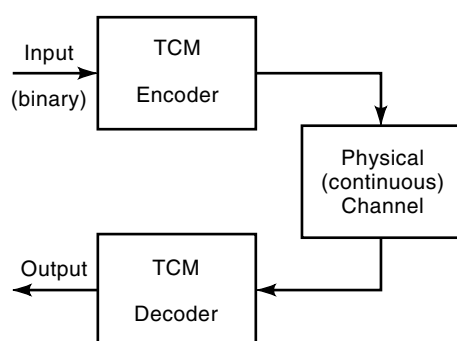 Input
(binary)
TCM
Encoder
Physical
(continuous)
Channel
TCM
Decoder
Output